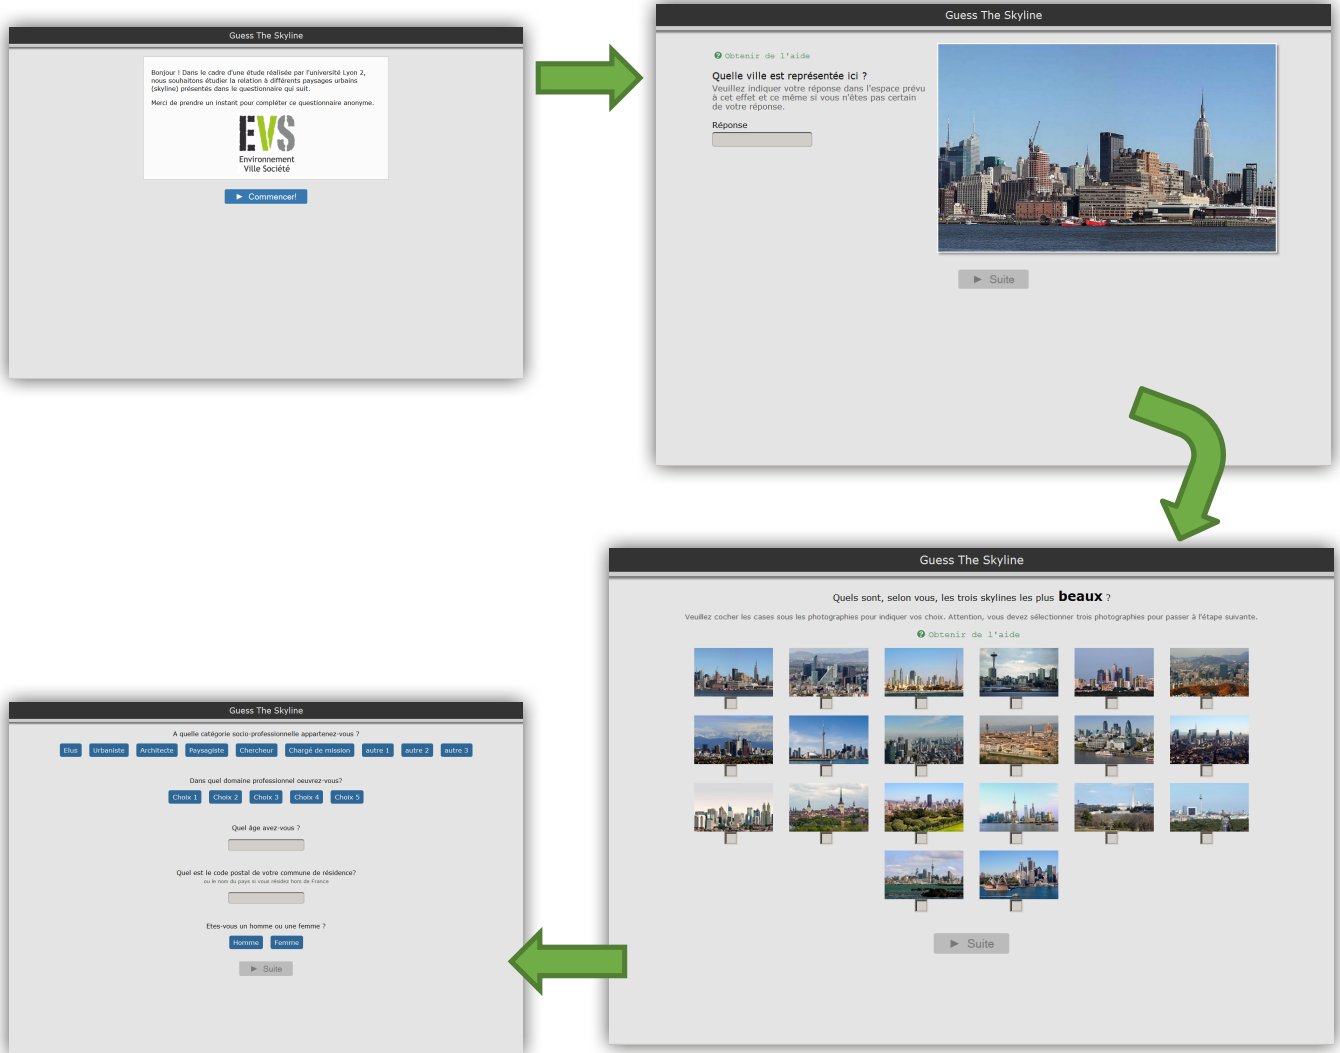 Guess The Skyline
Bonjour ! Dans le cadre d'une étude réalisée par l'université Lyon 2,
nous souhaitons étudier la relation à différents paysages urbains
(skyline) présentés dans le questionnaire qui suit.
Merci de prendre un instant pour compléter ce questionnaire anonyme.
EVS
Environnement
Ville Société
► Commencer!
Guess The Skyline
? Obtenir de l'aide
Quelle ville est représentée ici ?
Veuillez indiquer votre réponse dans l'espace prévu
à cet effet et ce même si vous n'êtes pas certain
de votre réponse.
Réponse
► Suite
Guess The Skyline
Quels sont, selon vous, les trois skylines les plus beaux ?
Veuillez cocher les cases sous les photographies pour indiquer vos choix. Attention, vous devez sélectionner trois photographies pour passer à l'étape suivante.
? Obtenir de l'aide
► Suite
Guess The Skyline
A quelle catégorie socio-professionnelle appartenez-vous ?
Elus Urbaniste Architecte Paysagiste Chercheur Chargé de mission autre 1 autre 2 autre 3
Dans quel domaine professionnel oeuvrez-vous?
Choix 1 Choix 2 Choix 3 Choix 4 Choix 5
Quel âge avez-vous ?
Quel est le code postal de votre commune de résidence?
ou le nom du pays si vous résidez hors de France
Etes-vous un homme ou une femme ?
Homme Femme
► Suite